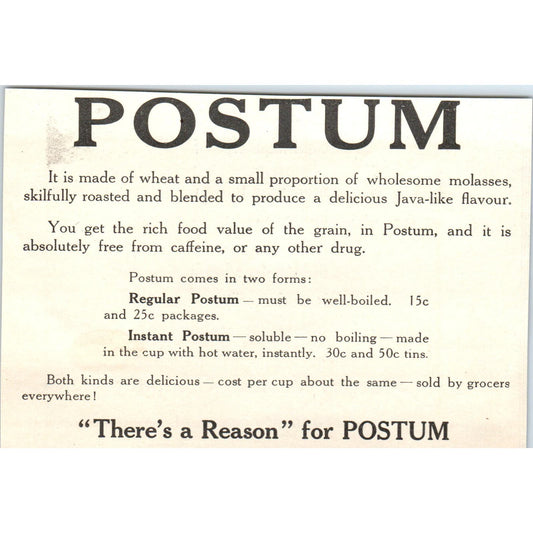 POSTUM
It is made of wheat and a small proportion of wholesome molasses,
skilfully roasted and blended to produce a delicious Java-like flavour.
You get the rich food value of the grain, in Postum, and it is
absolutely free from caffeine, or any other drug.
Postum comes in two forms:
Regular Postum — must be well-boiled. 15c
and 25c packages.
Instant Postum — soluble — no boiling — made
in the cup with hot water, instantly. 30c and 50c tins.
Both kinds are delicious — cost per cup about the same — sold by grocers
everywhere!
"There's a Reason" for POSTUM